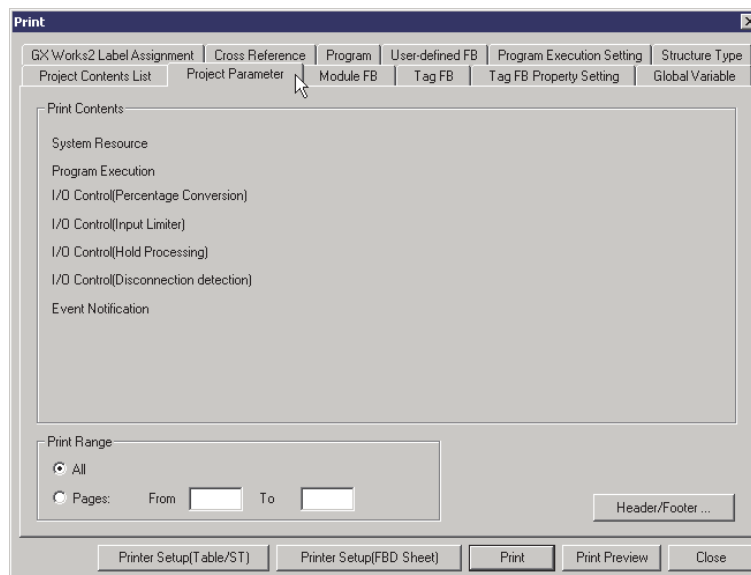 Print
GX Works2 Label Assignment Cross Reference Program User-defined FB Program Execution Setting Structure Type
Project Contents List Project Parameter Module FB Tag FB Tag FB Property Setting Global Variable
Print Contents
System Resource
Program Execution
I/O Control(Percentage Conversion)
I/O Control(Input Limiter)
I/O Control(Hold Processing)
I/O Control(Disconnection detection)
Event Notification
Print Range
All
Pages: From To
Header/Footer ...
Printer Setup(Table/ST) Printer Setup(FBD Sheet) Print Print Preview Close